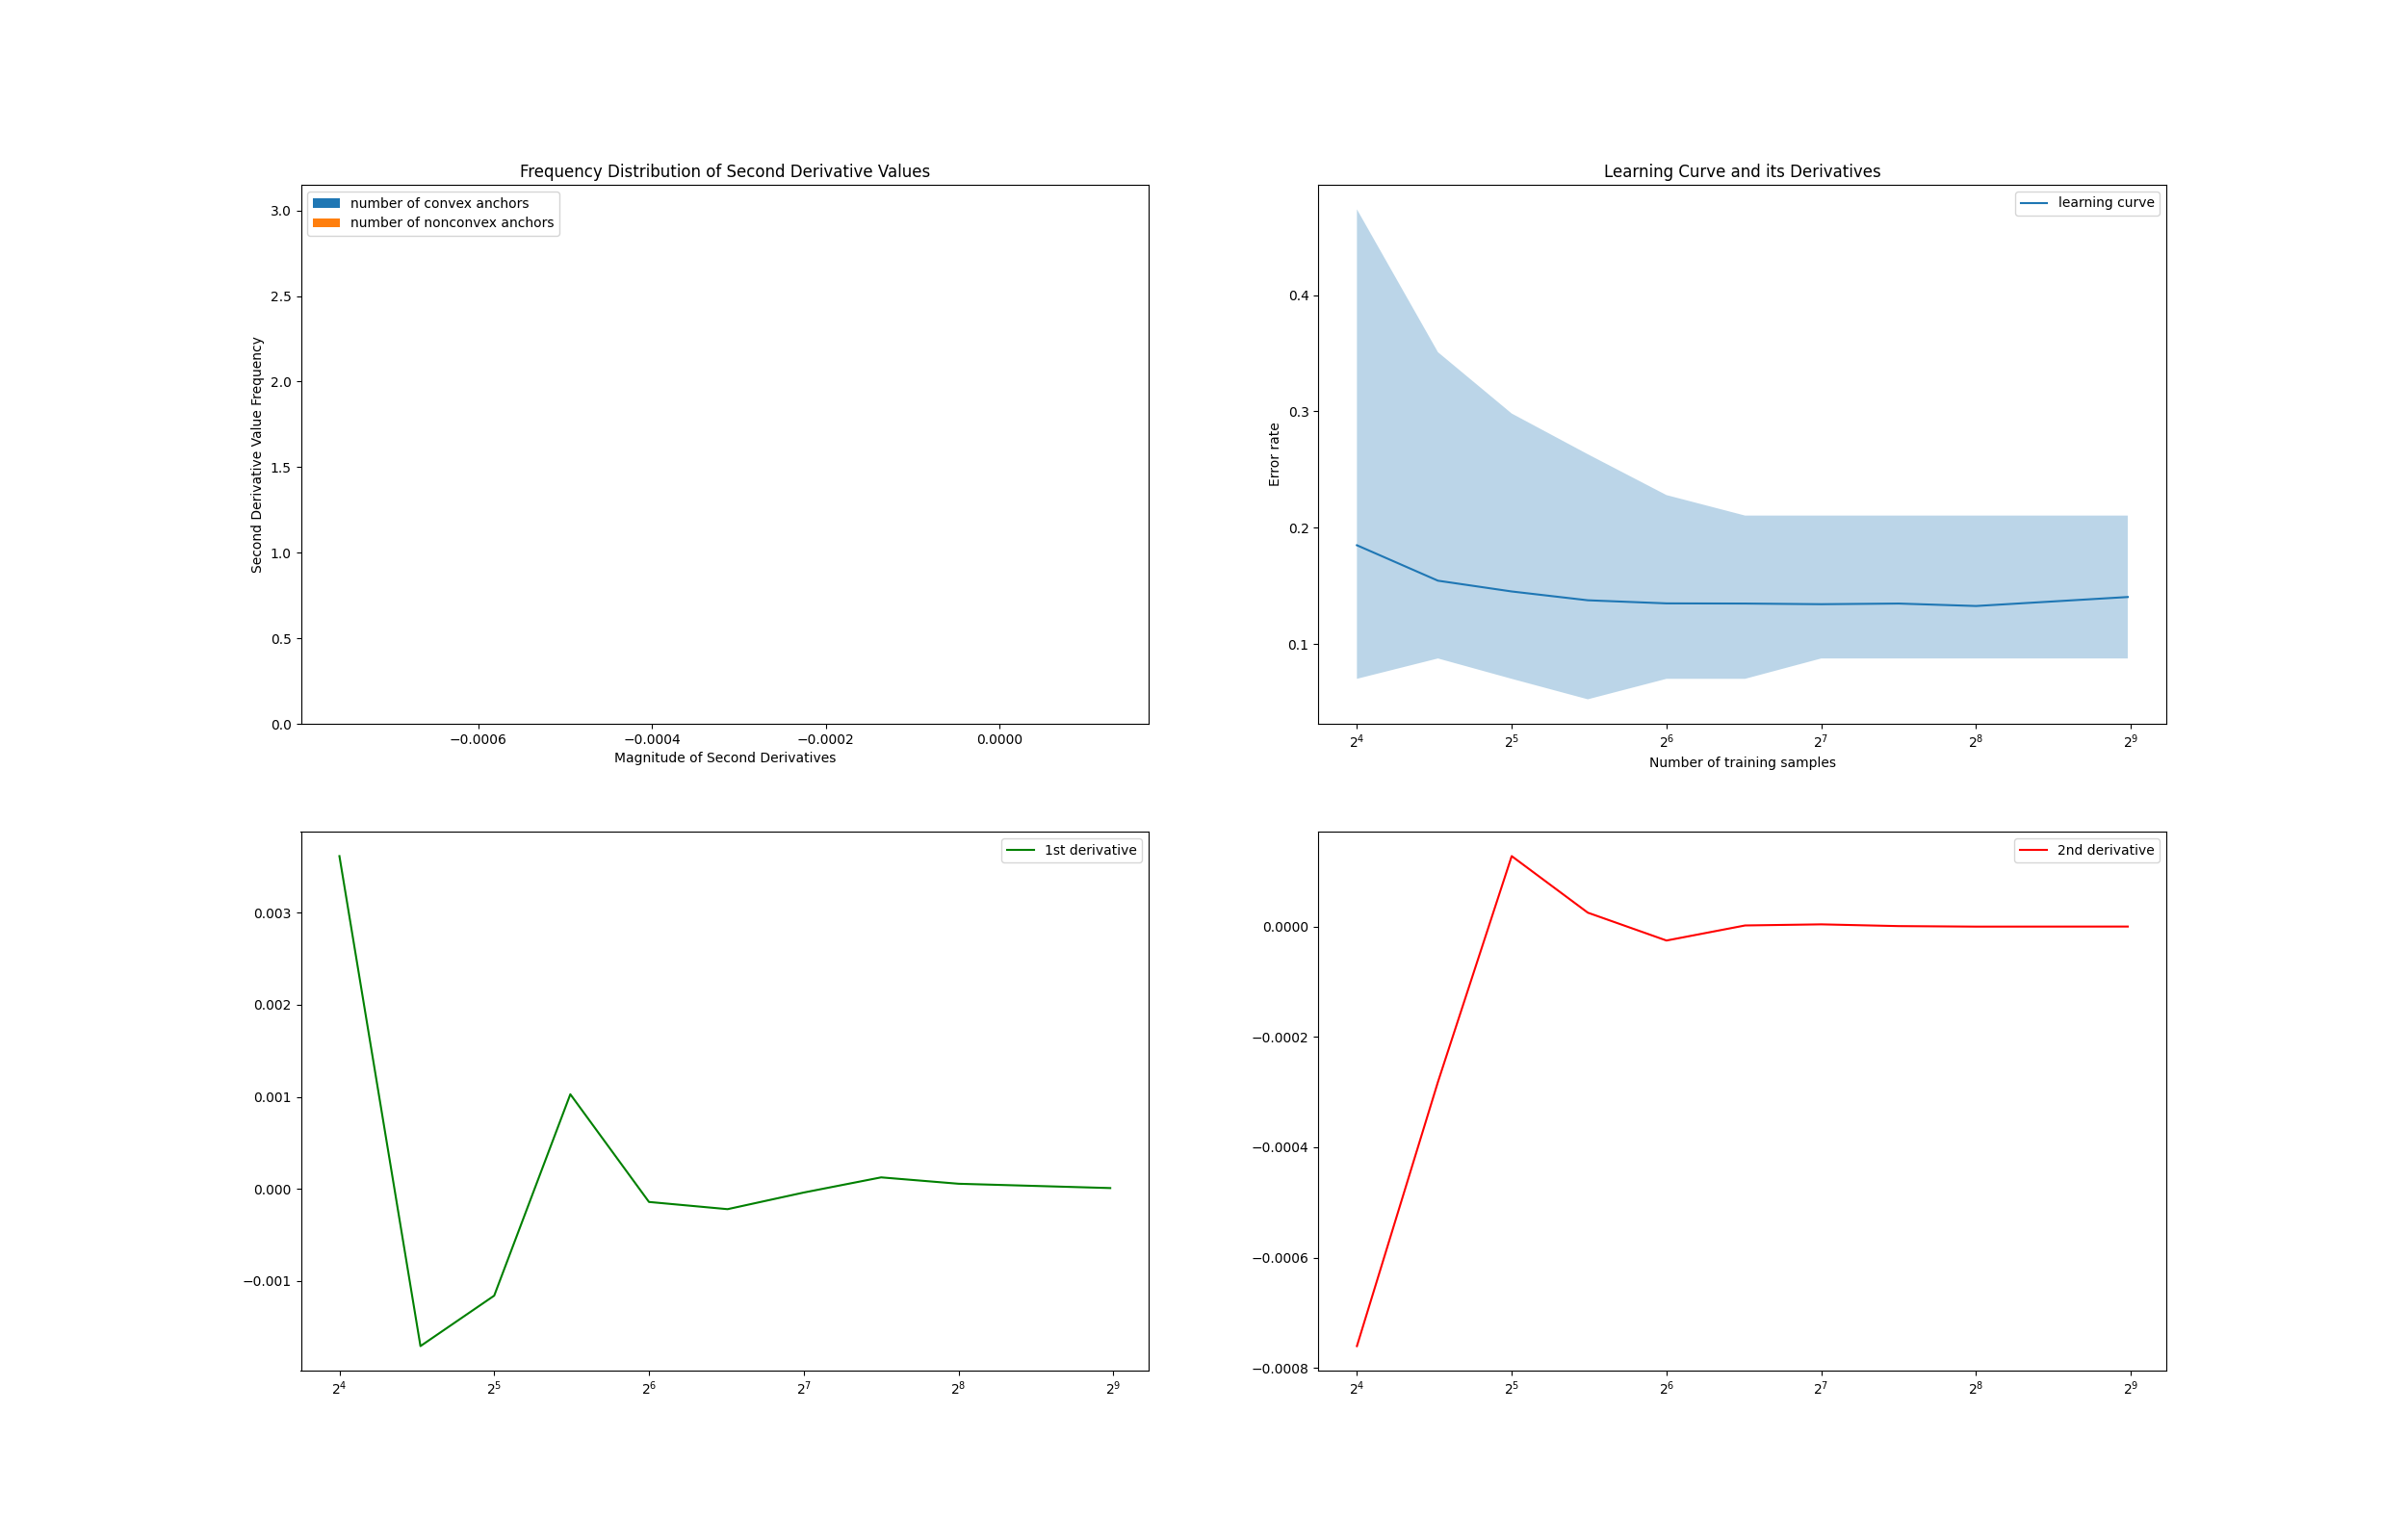 Frequency Distribution of Second Derivative Values
number of convex anchors
number of nonconvex anchors
3.0
2.5
2.0
1.5
1.0
0.5
0.0
Second Derivative Value Frequency
−0.0006 −0.0004 −0.0002 0.0000
Magnitude of Second Derivatives
Learning Curve and its Derivatives
learning curve
0.4
0.3
0.2
0.1
Error rate
2⁴ 2⁵ 2⁶ 2⁷ 2⁸ 2⁹
Number of training samples
1st derivative
0.003
0.002
0.001
0.000
−0.001
2⁴ 2⁵ 2⁶ 2⁷ 2⁸ 2⁹
2nd derivative
0.0000
−0.0002
−0.0004
−0.0006
−0.0008
2⁴ 2⁵ 2⁶ 2⁷ 2⁸ 2⁹